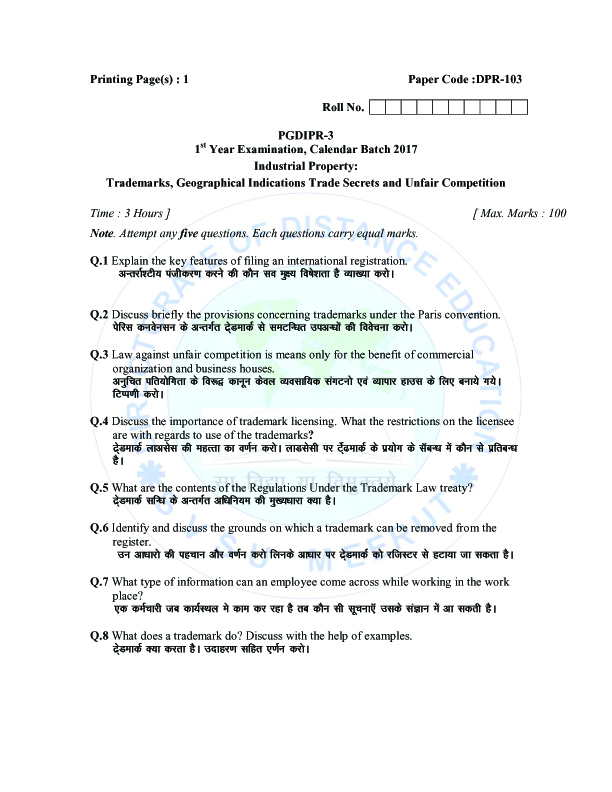 Printing Page(s) : 1 Paper Code :DPR-103
Roll No.
PGDIPR-3
1st Year Examination, Calendar Batch 2017
Industrial Property:
Trademarks, Geographical Indications Trade Secrets and Unfair Competition
Time : 3 Hours ] [ Max. Marks : 100
Note. Attempt any five questions. Each questions carry equal marks.
Q.1 Explain the key features of filing an international registration.
अन्तर्राश्टीय पंजीकरण करने की कौन सव मुख्य विषेशता है व्याख्या करो।
Q.2 Discuss briefly the provisions concerning trademarks under the Paris convention.
पेरिस कनवेनसन के अन्तर्गत ट्रेडमार्क से समटन्धित उपअन्धों की विवेचना करो।
Q.3 Law against unfair competition is means only for the benefit of commercial
organization and business houses.
अनुचित पतियोगिता के विरूद्ध कानून केवल व्यवसायिक संगटनो एवं व्यापार हाउस के लिए बनाये गये।
टिप्पणी करो।
Q.4 Discuss the importance of trademark licensing. What the restrictions on the licensee
are with regards to use of the trademarks?
ट्रेडमार्क लाअसेस की महत्ता का वर्णन करो। लाडसेसी पर ट्रेंढमार्क के प्रयोग के सेंबन्ध में कौन से प्रतिबन्ध
है।
Q.5 What are the contents of the Regulations Under the Trademark Law treaty?
ट्रेडमार्क सन्धि के अन्तर्गत अधिनियम की मुख्यधारा क्या है।
Q.6 Identify and discuss the grounds on which a trademark can be removed from the
register.
उन आधारो की पहचान और वर्णन करो लिनके आधार पर ट्रेडमार्क को रजिस्टर से हटाया जा सकता है।
Q.7 What type of information can an employee come across while working in the work
place?
एक कर्मचारी जब कार्यस्थल मे काम कर रहा है तब कौन सी सूचनाएँ उसके संज्ञान में आ सकती है।
Q.8 What does a trademark do? Discuss with the help of examples.
ट्रेडमार्क क्या करता है। उदाहरण सहित एर्णन करो।